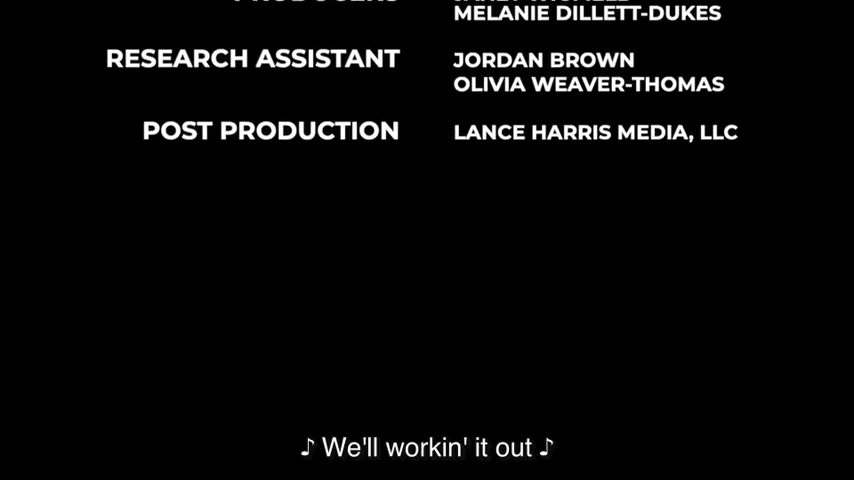 PRODUCERS
MELANIE DILLETT-DUKES
RESEARCH ASSISTANT
JORDAN BROWN
OLIVIA WEAVER-THOMAS
POST PRODUCTION
LANCE HARRIS MEDIA, LLC
♪ We'll workin' it out ♪